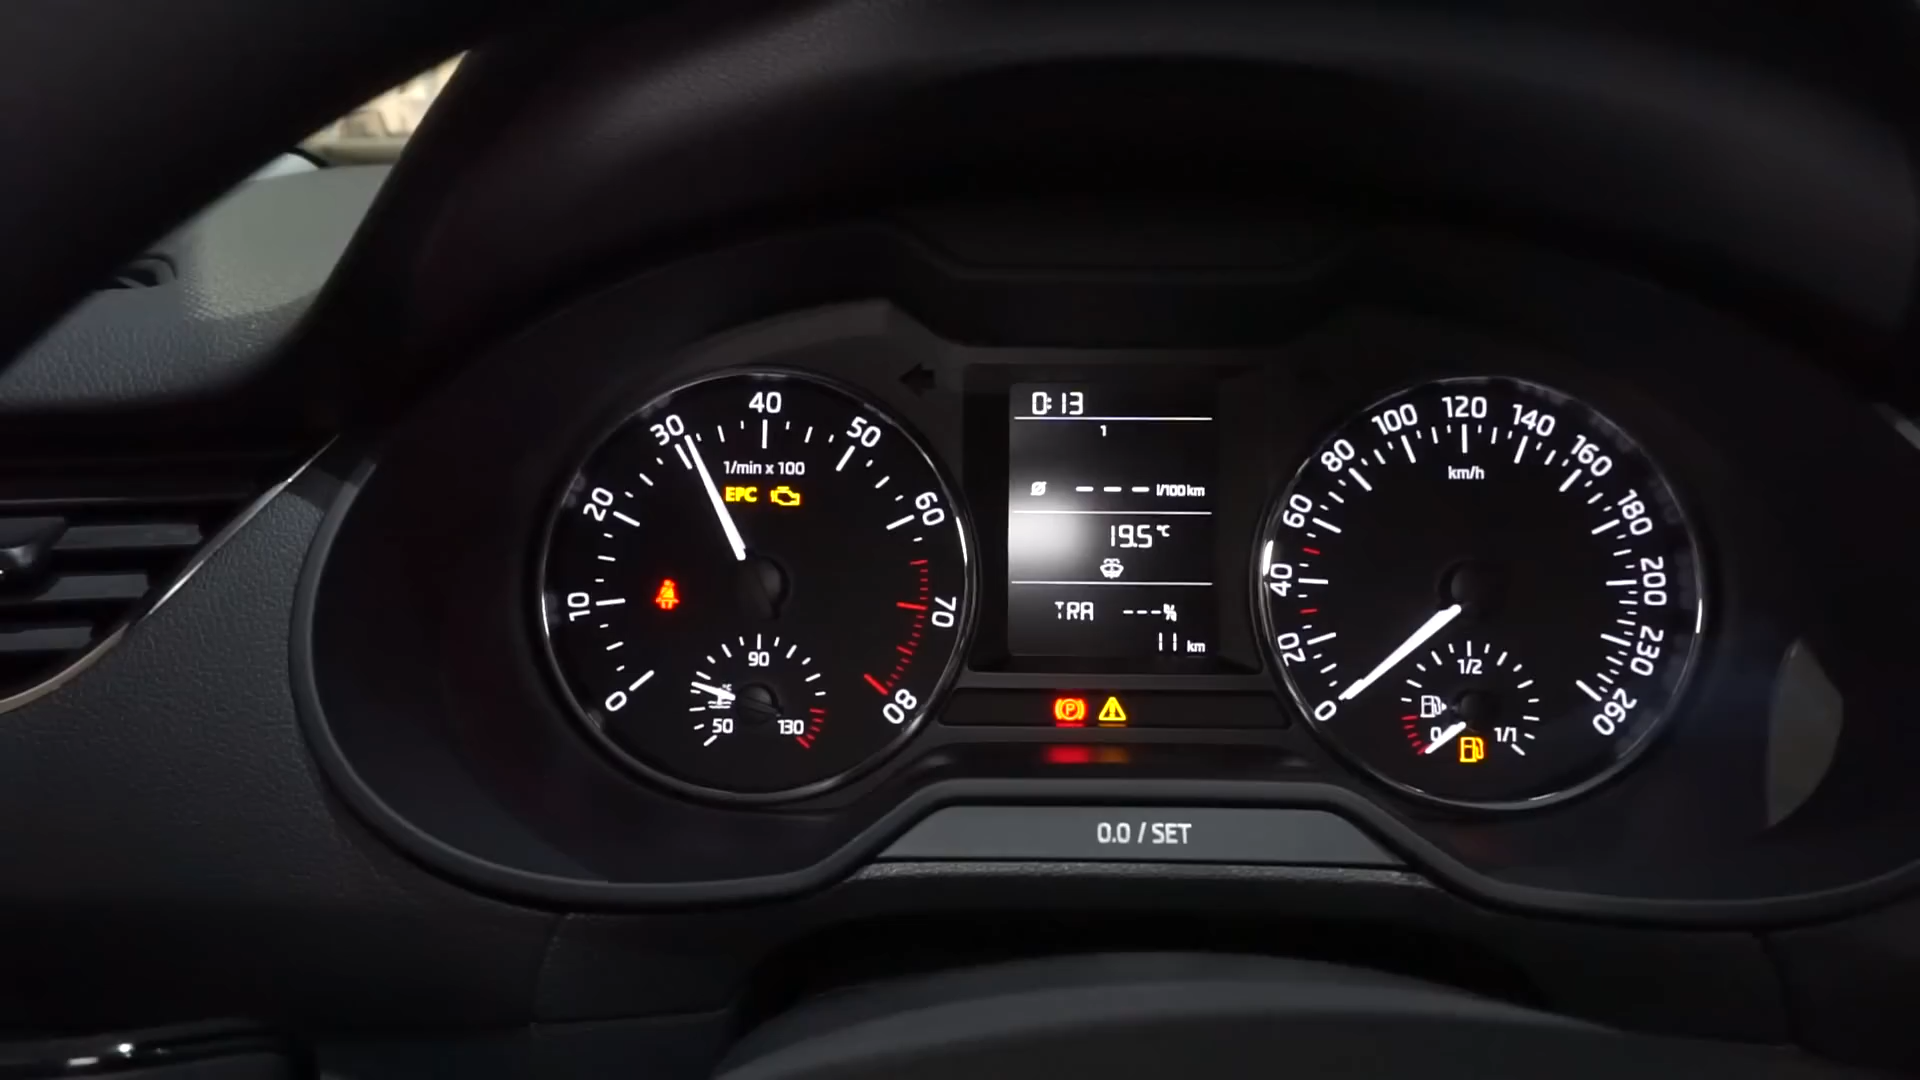 0 10 20 30 40 50 60 70 80
1/min x 100
EPC
50 90 130
0:13
1
Ø --- l/100km
19.5°C
TRA ---%
11 km
P
0 20 40 60 80 100 120 140 160 180 200 230 260
km/h
0 1/2 1/1
0.0 / SET